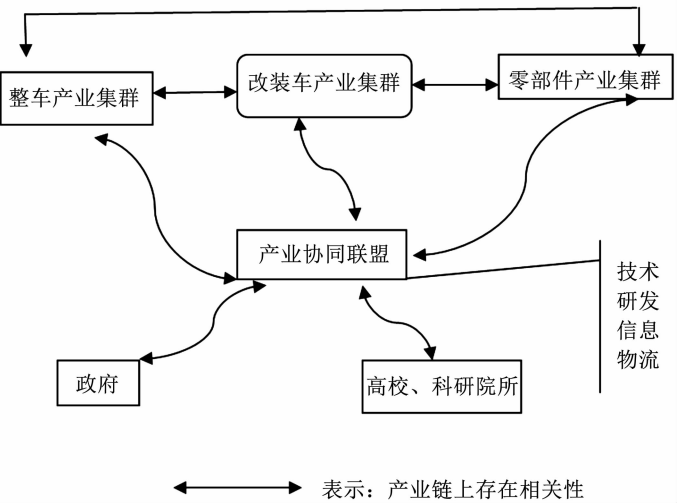 整车产业集群
改装车产业集群
零部件产业集群
产业协同联盟
技术
研发
信息
物流
政府
高校、科研院所
表示：产业链上存在相关性